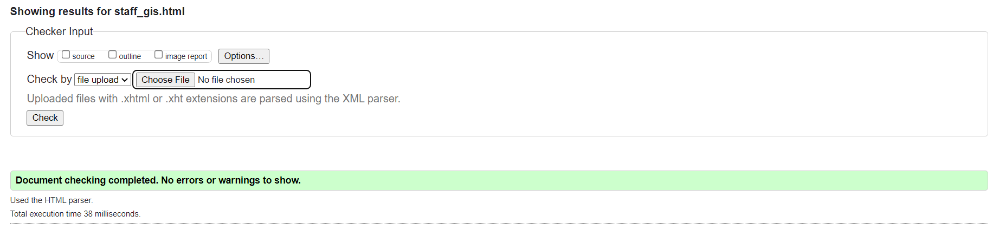 Showing results for staff_gis.html
Checker Input
Show source outline image report Options...
Check by file upload Choose File No file chosen
Uploaded files with .xhtml or .xht extensions are parsed using the XML parser.
Check
Document checking completed. No errors or warnings to show.
Used the HTML parser.
Total execution time 38 milliseconds.